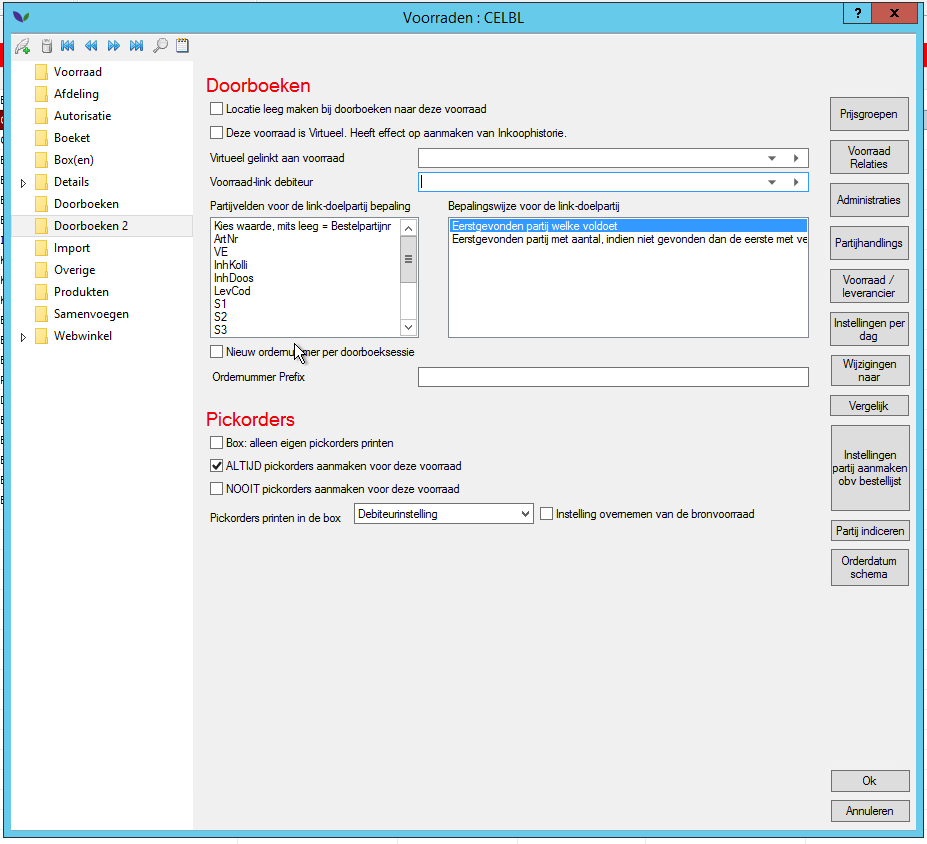 Voorraden : CELBL
?
x
Voorraad
Afdeling
Autorisatie
Boeket
Box(en)
Details
Doorboeken
Doorboeken 2
Import
Overige
Produkten
Samenvoegen
Webwinkel
Doorboeken
Locatie leeg maken bij doorboeken naar deze voorraad
Deze voorraad is Virtueel. Heeft effect op aanmaken van Inkoophistorie.
Virtueel gelinkt aan voorraad
Voorraad-link debiteur
Partijvelden voor de link-doelpartij bepaling
Bepalingswijze voor de link-doelpartij
Kies waarde, mits leeg = Bestelpartijnr
ArtNr
VE
InhKolli
InhDoos
LevCod
S1
S2
S3
Eerstgevonden partij welke voldoet
Eerstgevonden partij met aantal, indien niet gevonden dan de eerste met ve
Nieuw ordernummer per doorboeksessie
Ordernummer Prefix
Pickorders
Box: alleen eigen pickorders printen
ALTIJD pickorders aanmaken voor deze voorraad
NOOIT pickorders aanmaken voor deze voorraad
Pickorders printen in de box
Debiteurinstelling
Instelling overnemen van de bronvoorraad
Prijsgroepen
Voorraad
Relaties
Administraties
Partijhandlings
Voorraad /
leverancier
Instellingen per
dag
Wijzigingen
naar
Vergelijk
Instellingen
partij aanmaken
obv bestellijst
Partij indiceren
Orderdatum
schema
Ok
Annuleren